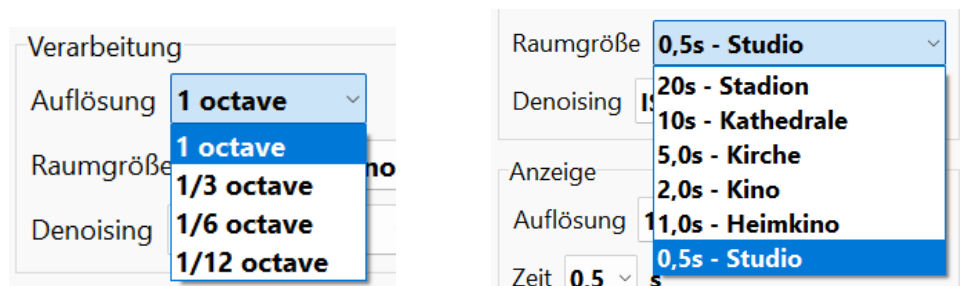 Verarbeitung
Auflösung 1 octave
1 octave
Raumgröße
1/3 octave
1/6 octave
Denoising
1/12 octave
Raumgröße 0,5s - Studio
20s - Stadion
Denoising
10s - Kathedrale
5,0s - Kirche
Anzeige
2,0s - Kino
Auflösung
1,0s - Heimkino
0,5s - Studio
Zeit 0,5 s